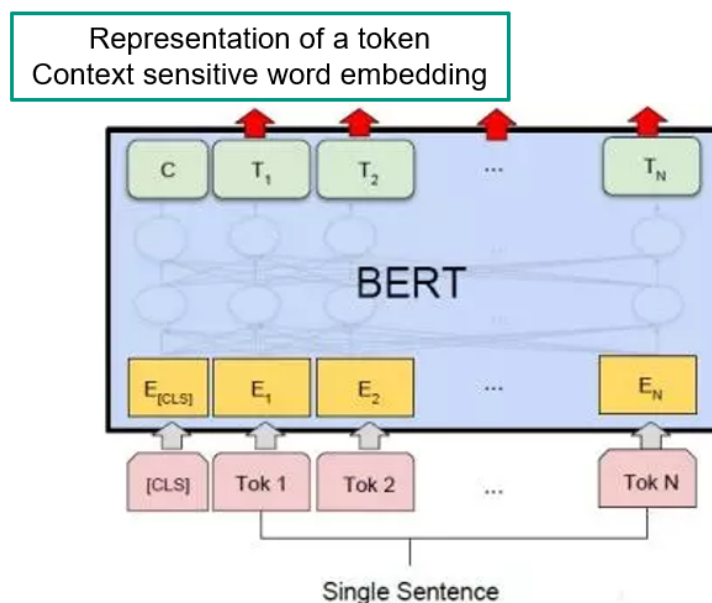 Representation of a token
Context sensitive word embedding
C T1 T2 ... TN
...
BERT
...
E[CLS] E1 E2 ... EN
[CLS] Tok 1 Tok 2 ... Tok N
Single Sentence